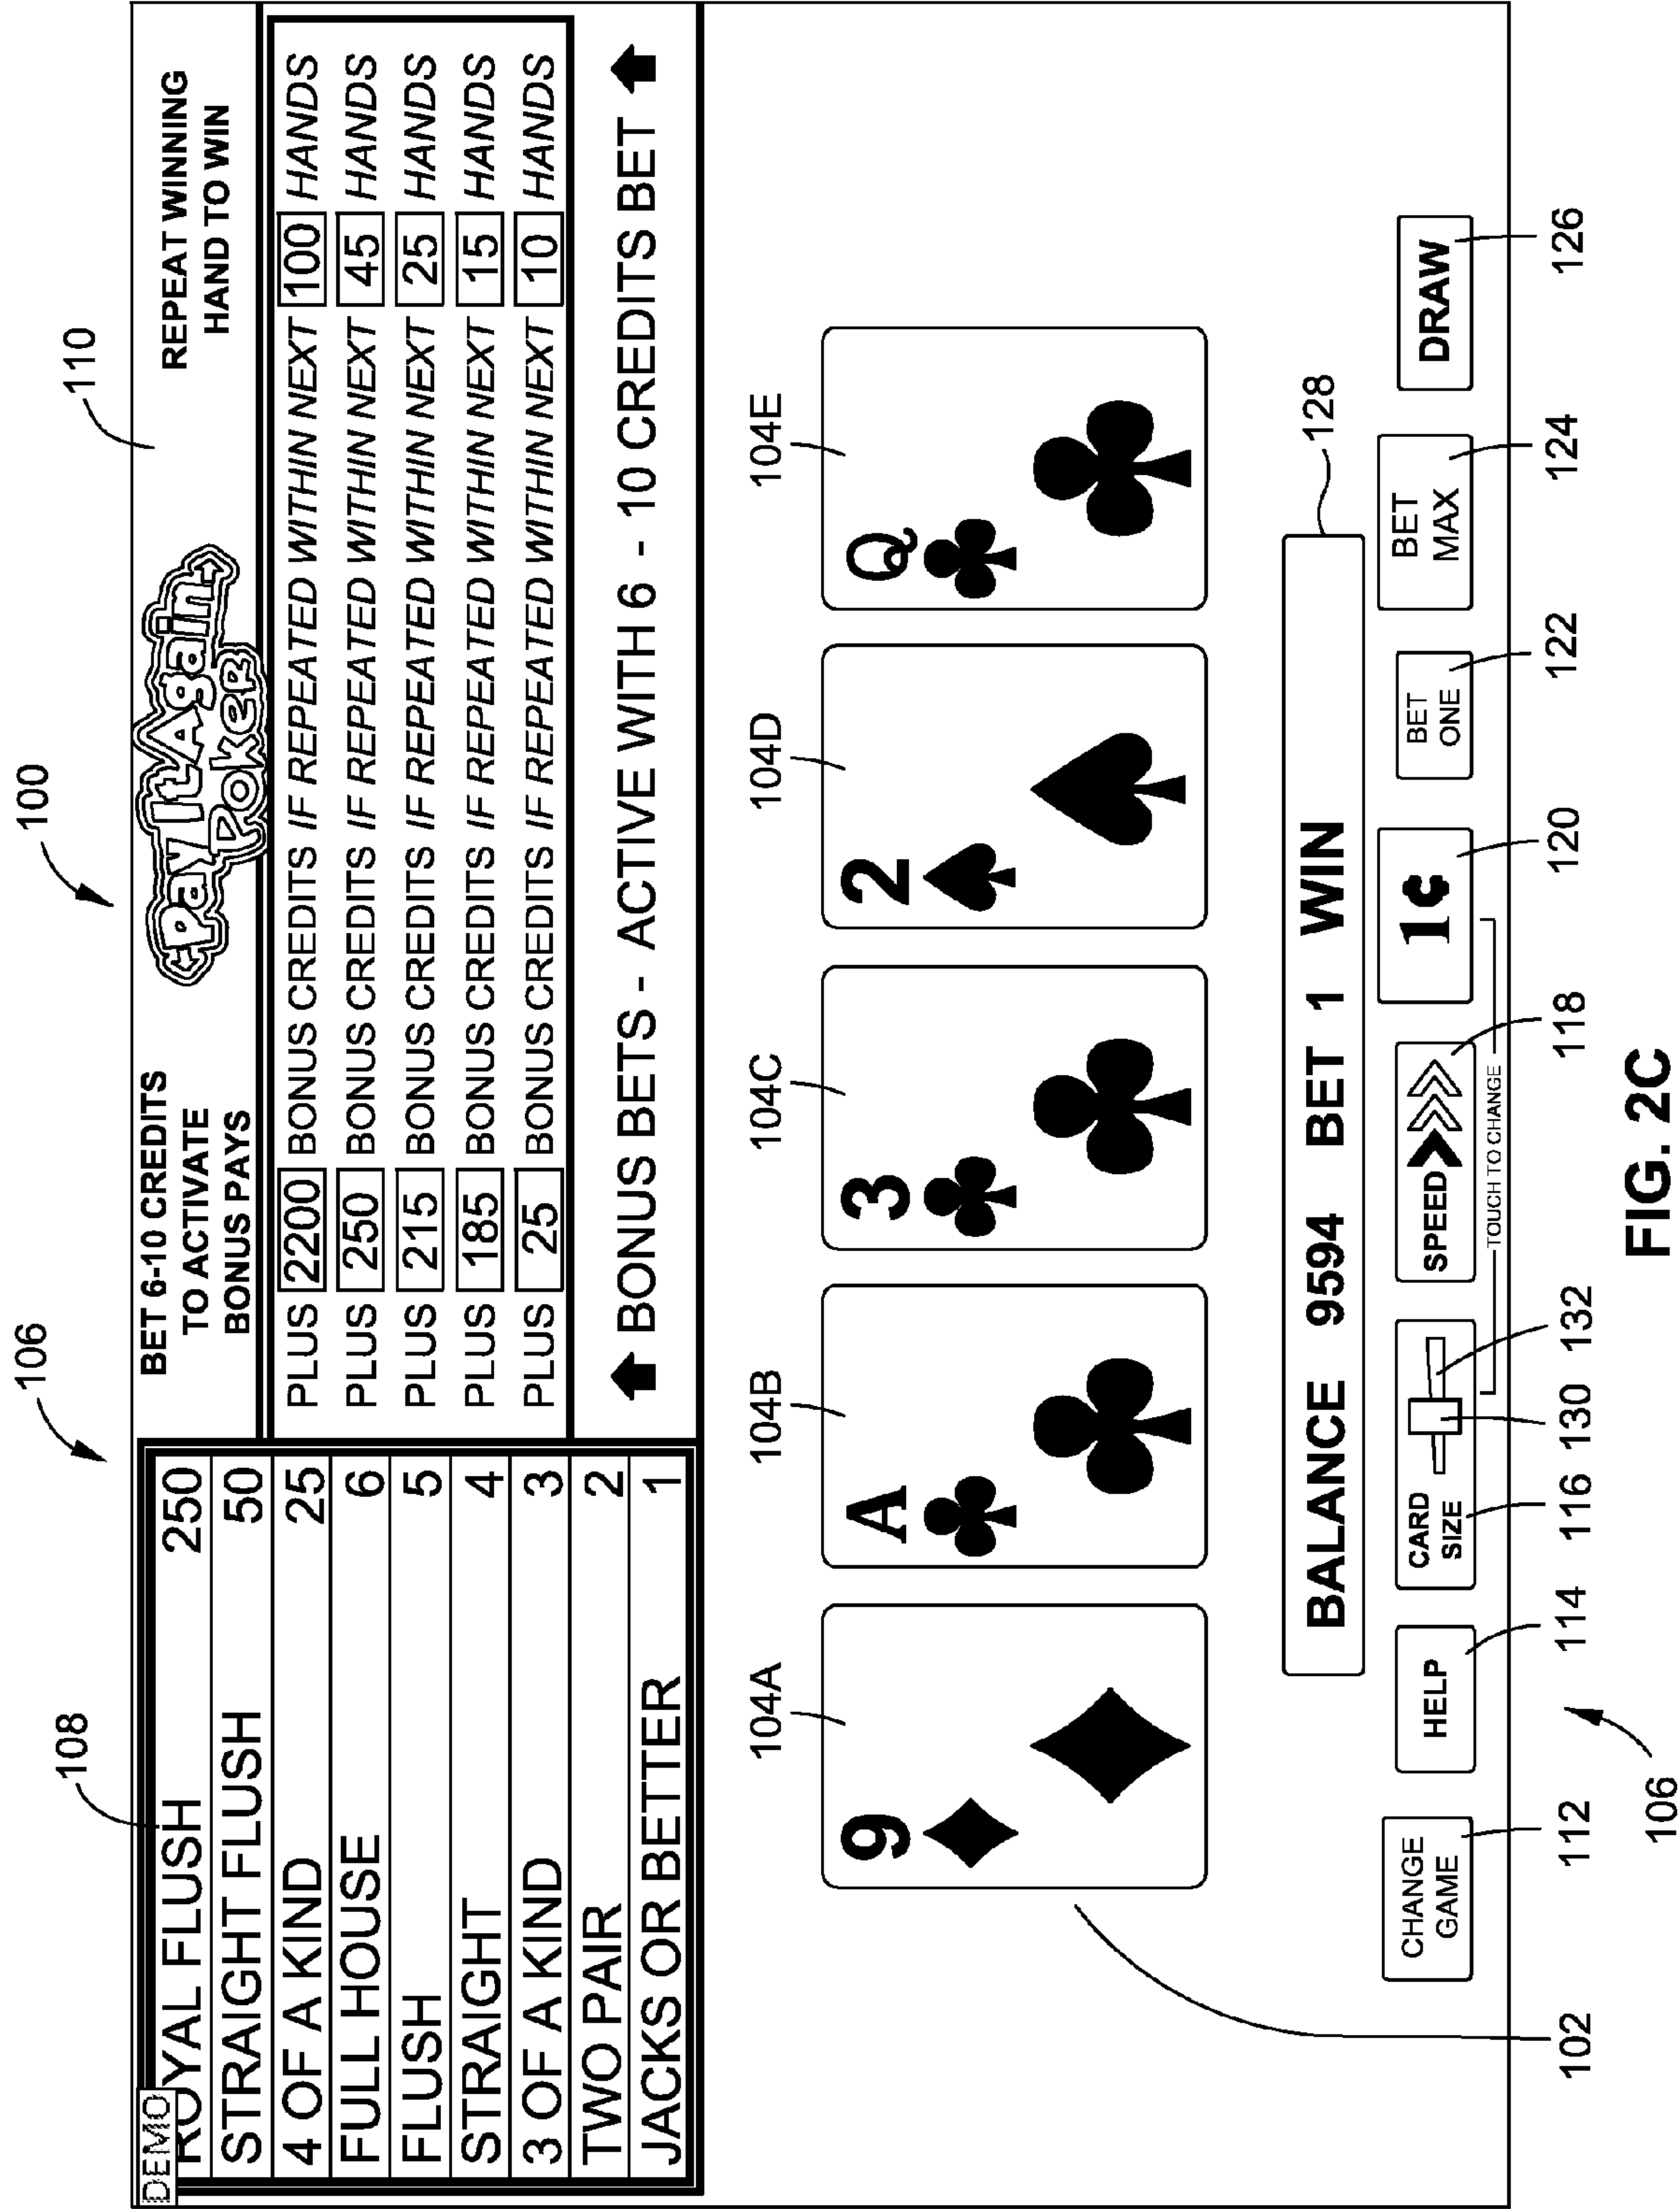 100
106
108
110
DEMO
ROYAL FLUSH 250
STRAIGHT FLUSH 50
4 OF A KIND 25
FULL HOUSE 6
FLUSH 5
STRAIGHT 4
3 OF A KIND 3
TWO PAIR 2
JACKS OR BETTER 1
BET 6-10 CREDITS
TO ACTIVATE
BONUS PAYS
Pay It Again
Poker
REPEAT WINNING
HAND TO WIN
PLUS 2200 BONUS CREDITS IF REPEATED WITHIN NEXT 100 HANDS
PLUS 250 BONUS CREDITS IF REPEATED WITHIN NEXT 45 HANDS
PLUS 215 BONUS CREDITS IF REPEATED WITHIN NEXT 25 HANDS
PLUS 185 BONUS CREDITS IF REPEATED WITHIN NEXT 15 HANDS
PLUS 25 BONUS CREDITS IF REPEATED WITHIN NEXT 10 HANDS
BONUS BETS - ACTIVE WITH 6 - 10 CREDITS BET
104A 104B 104C 104D 104E
9 A 3 2 Q
128
BALANCE 9594 BET 1 WIN
CHANGE
GAME
HELP
CARD
SIZE
SPEED
1¢
BET
ONE
BET
MAX
DRAW
TOUCH TO CHANGE
102 112 114 116 130 132 118 120 122 124 126
106
FIG. 2C